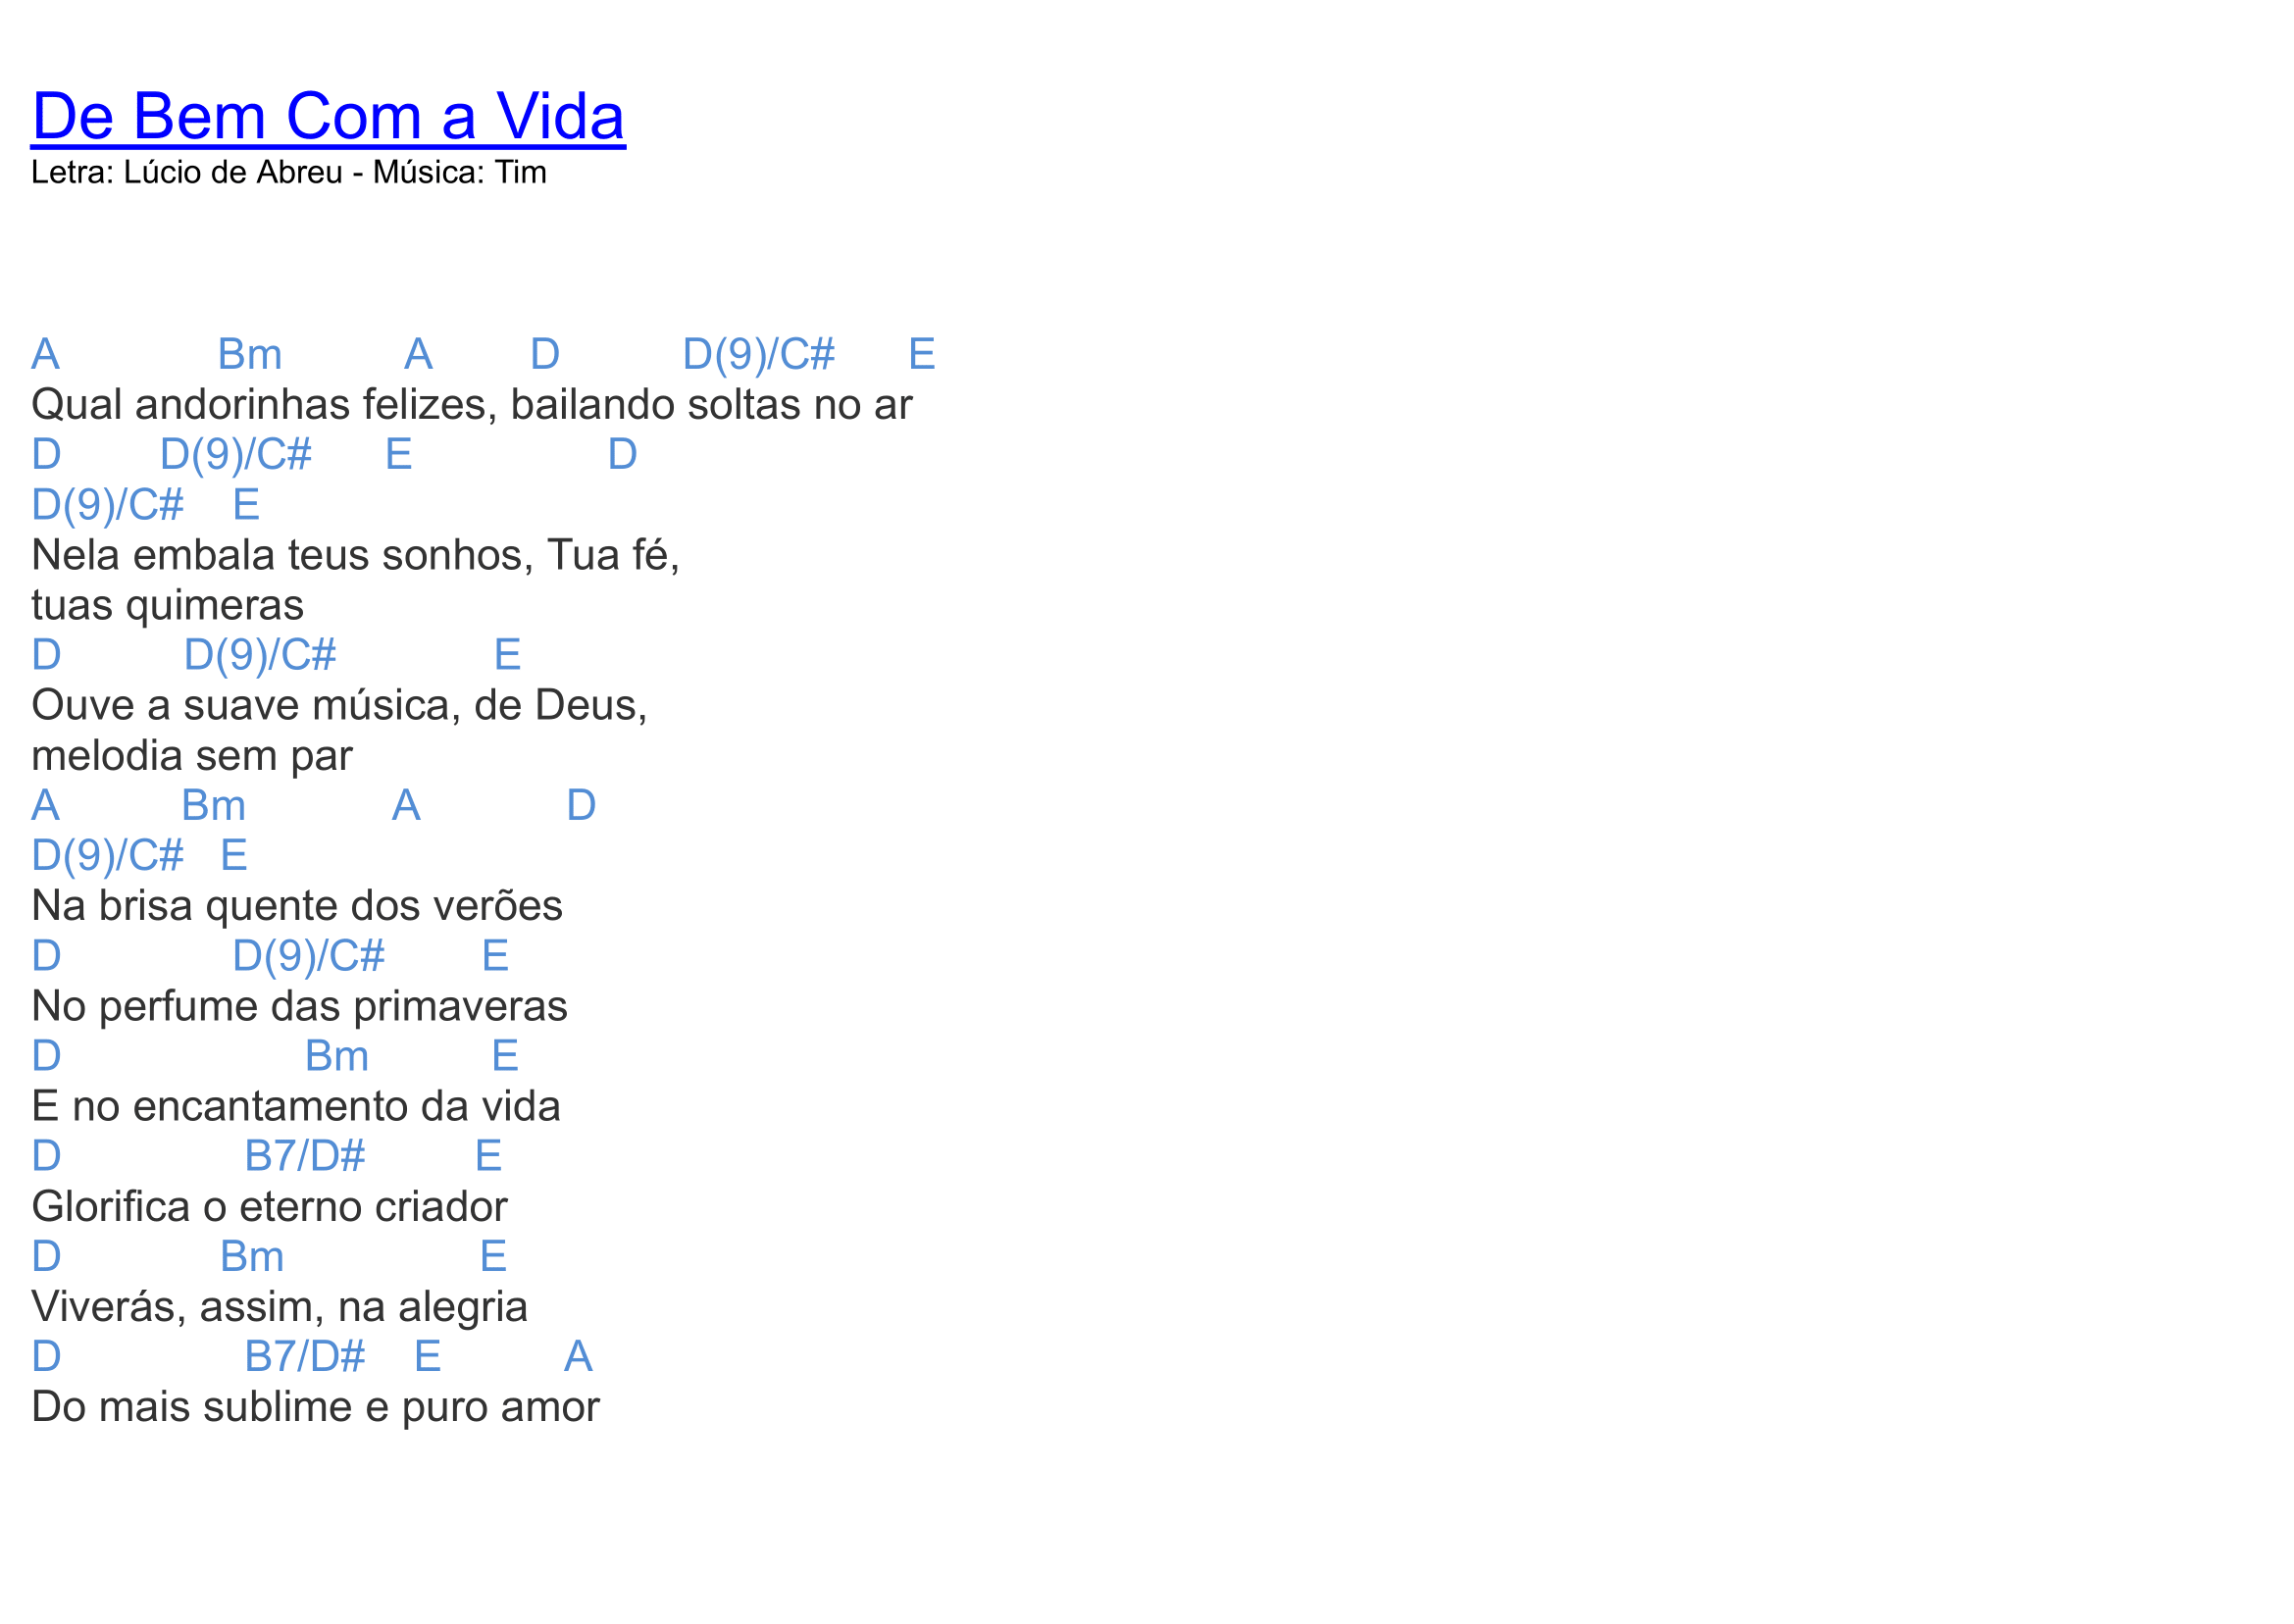 De Bem Com a Vida
Letra: Lúcio de Abreu - Música: Tim
A Bm A D D(9)/C# E
Qual andorinhas felizes, bailando soltas no ar
D D(9)/C# E D
D(9)/C# E
Nela embala teus sonhos, Tua fé,
tuas quimeras
D D(9)/C# E
Ouve a suave música, de Deus,
melodia sem par
A Bm A D
D(9)/C# E
Na brisa quente dos verões
D D(9)/C# E
No perfume das primaveras
D Bm E
E no encantamento da vida
D B7/D# E
Glorifica o eterno criador
D Bm E
Viverás, assim, na alegria
D B7/D# E A
Do mais sublime e puro amor